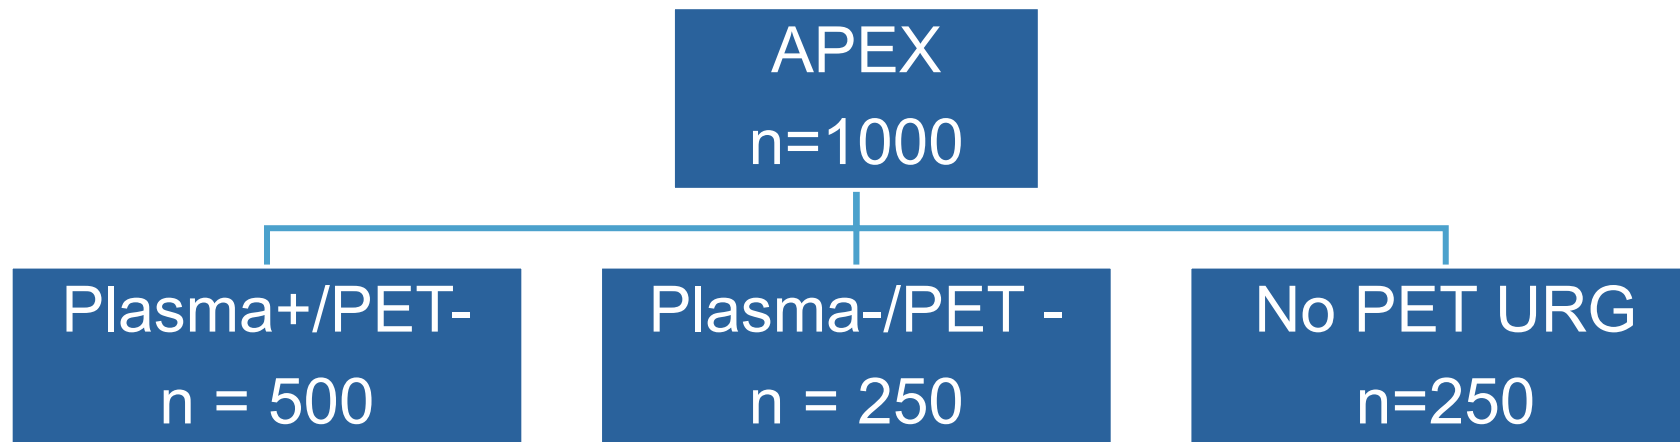 APEX
n=1000
Plasma+/PET-
n = 500
Plasma-/PET -
n = 250
No PET URG
n=250